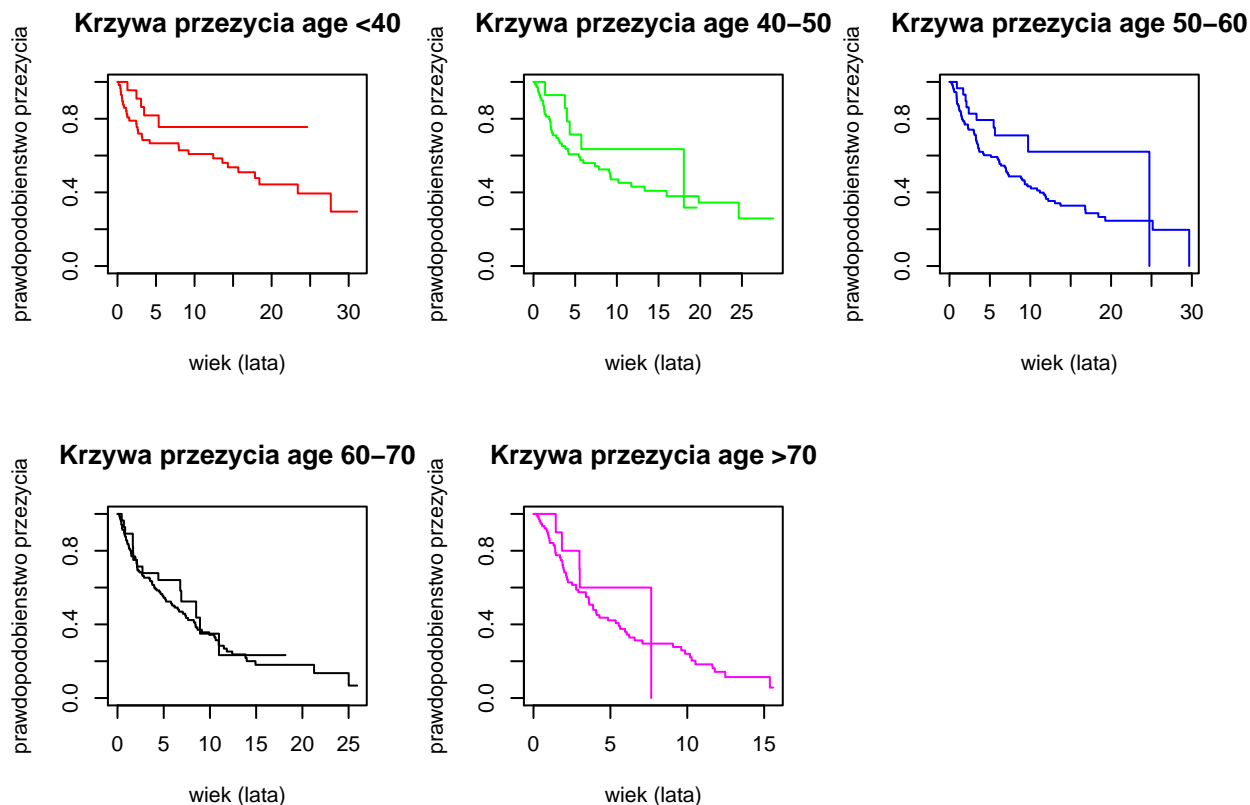 Krzywa przezycia age <40
prawdopodobienstwo przezycia
0.0 0.4 0.8
0 5 10 20 30
wiek (lata)
Krzywa przezycia age 40−50
prawdopodobienstwo przezycia
0.0 0.4 0.8
0 5 10 15 20 25
wiek (lata)
Krzywa przezycia age 50−60
prawdopodobienstwo przezycia
0.0 0.4 0.8
0 5 10 20 30
wiek (lata)
Krzywa przezycia age 60−70
prawdopodobienstwo przezycia
0.0 0.4 0.8
0 5 10 15 20 25
wiek (lata)
Krzywa przezycia age >70
prawdopodobienstwo przezycia
0.0 0.4 0.8
0 5 10 15
wiek (lata)